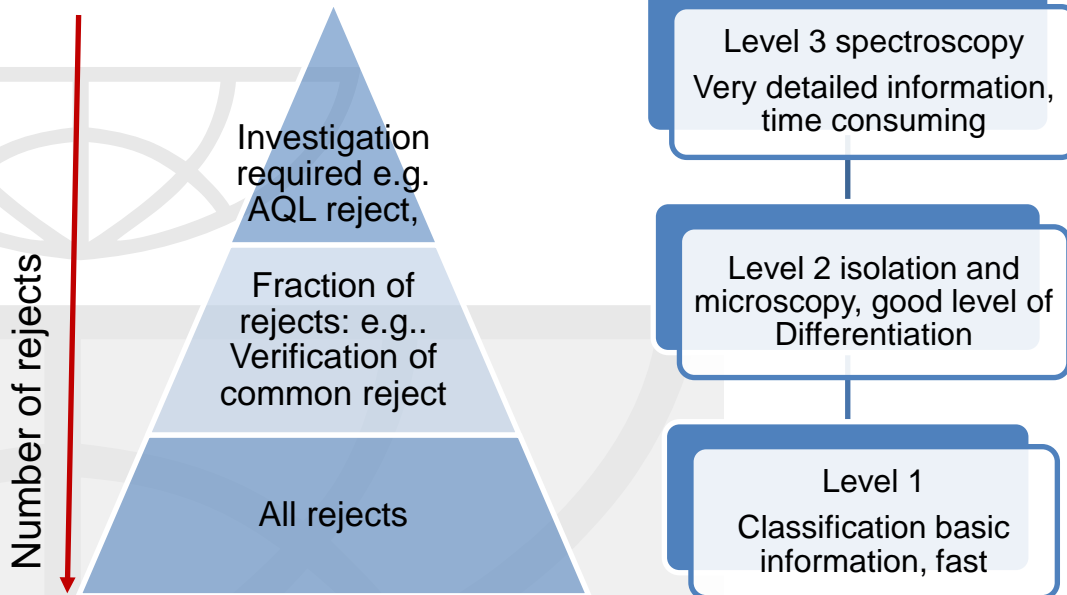 Number of rejects
Investigation
required e.g.
AQL reject,
Fraction of
rejects: e.g..
Verification of
common reject
All rejects
Level 3 spectroscopy
Very detailed information,
time consuming
Level 2 isolation and
microscopy, good level of
Differentiation
Level 1
Classification basic
information, fast